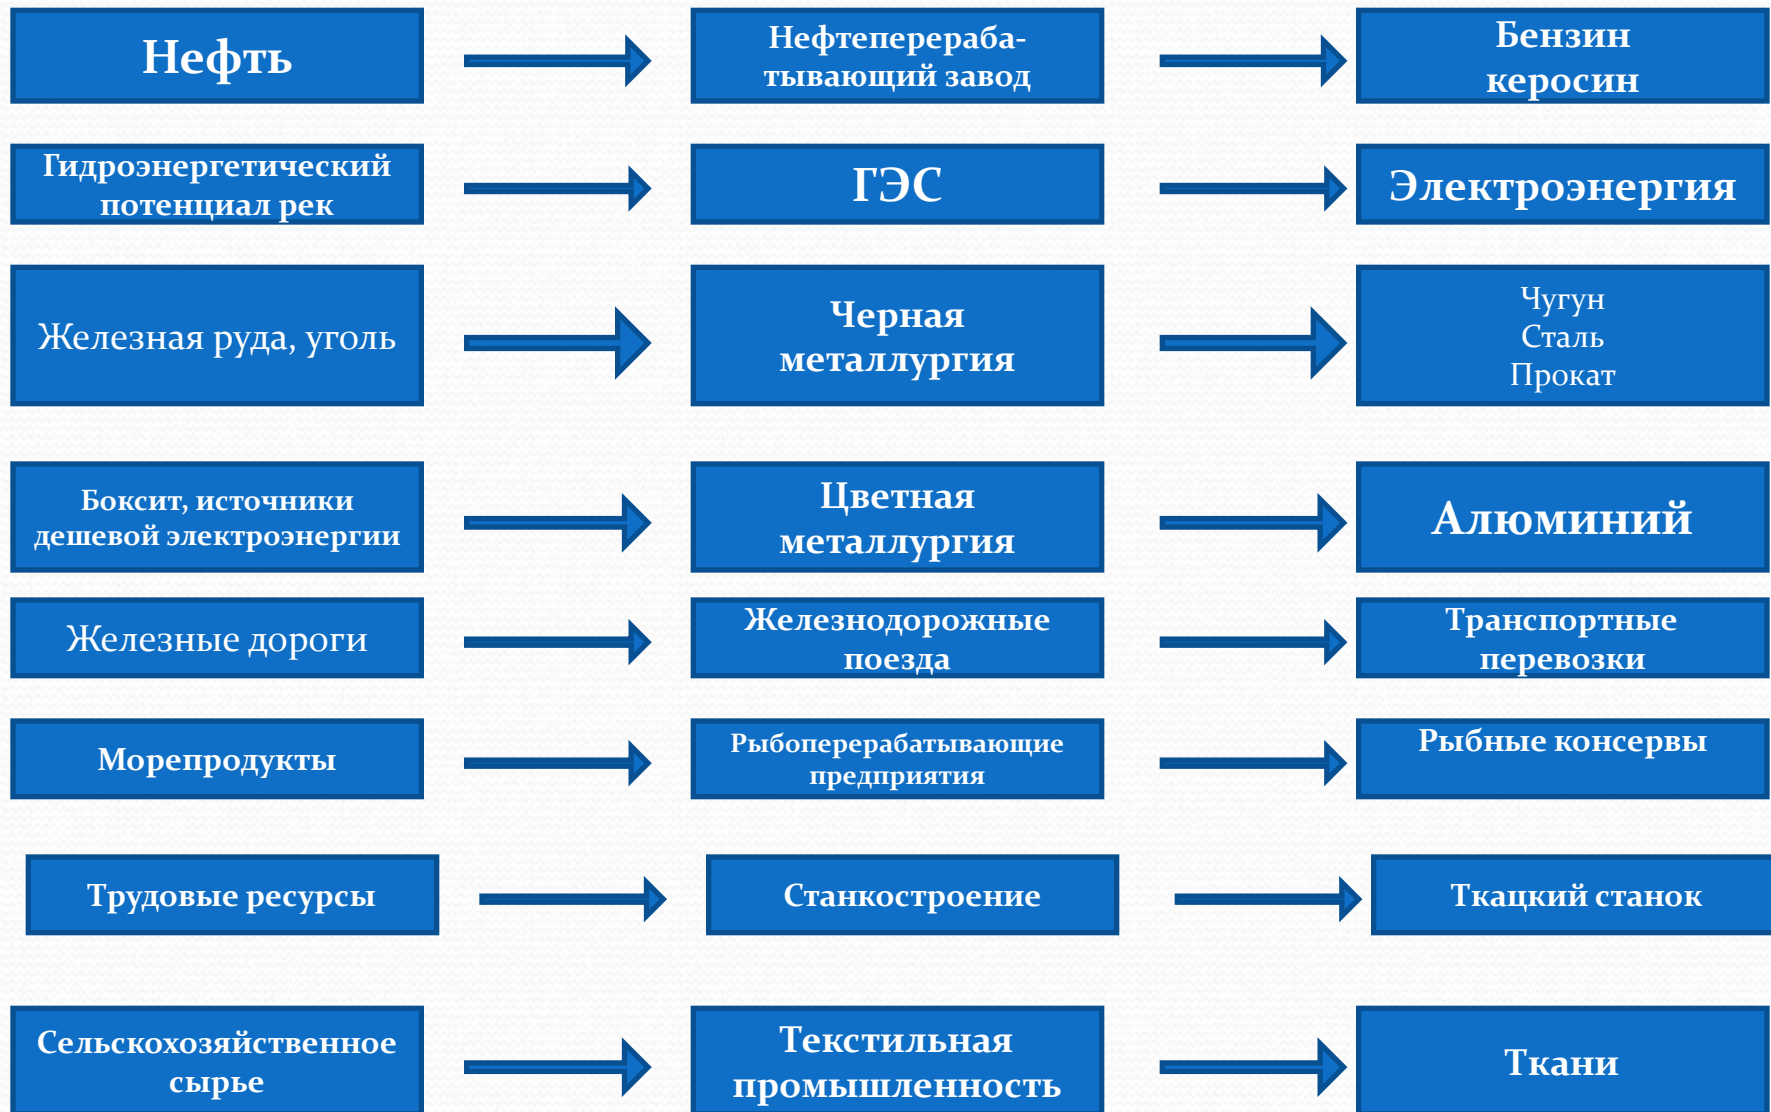 Нефть
Нефтеперераба-
тывающий завод
Бензин
керосин
Гидроэнергетический
потенциал рек
ГЭС
Электроэнергия
Железная руда, уголь
Черная
металлургия
Чугун
Сталь
Прокат
Боксит, источники
дешевой электроэнергии
Цветная
металлургия
Алюминий
Железные дороги
Железнодорожные
поезда
Транспортные
перевозки
Морепродукты
Рыбоперерабатывающие
предприятия
Рыбные консервы
Трудовые ресурсы
Станкостроение
Ткацкий станок
Сельскохозяйственное
сырье
Текстильная
промышленность
Ткани